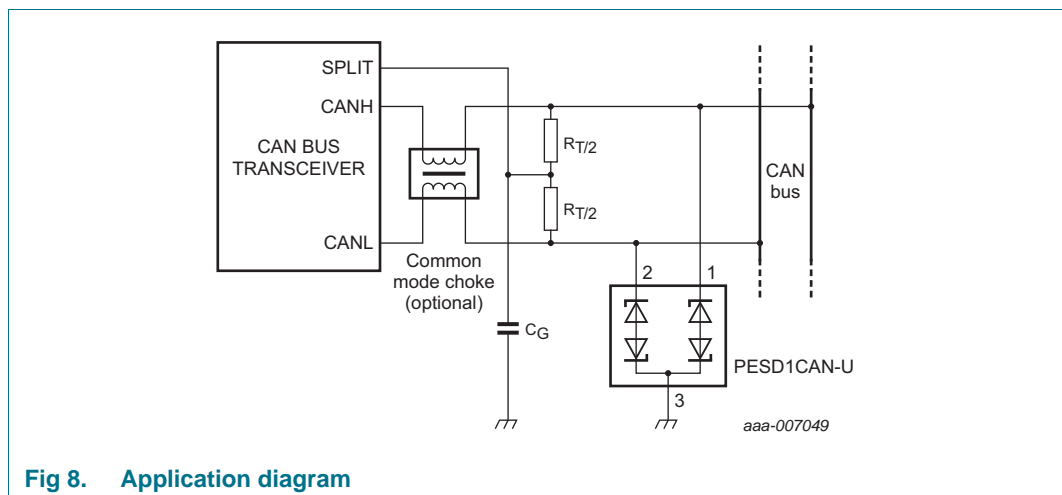 SPLIT
CANH
CAN BUS
TRANSCEIVER
CANL
Common
mode choke
(optional)
RT/2
RT/2
CG
CAN
bus
2 1
3
PESD1CAN-U
aaa-007049
Fig 8. Application diagram